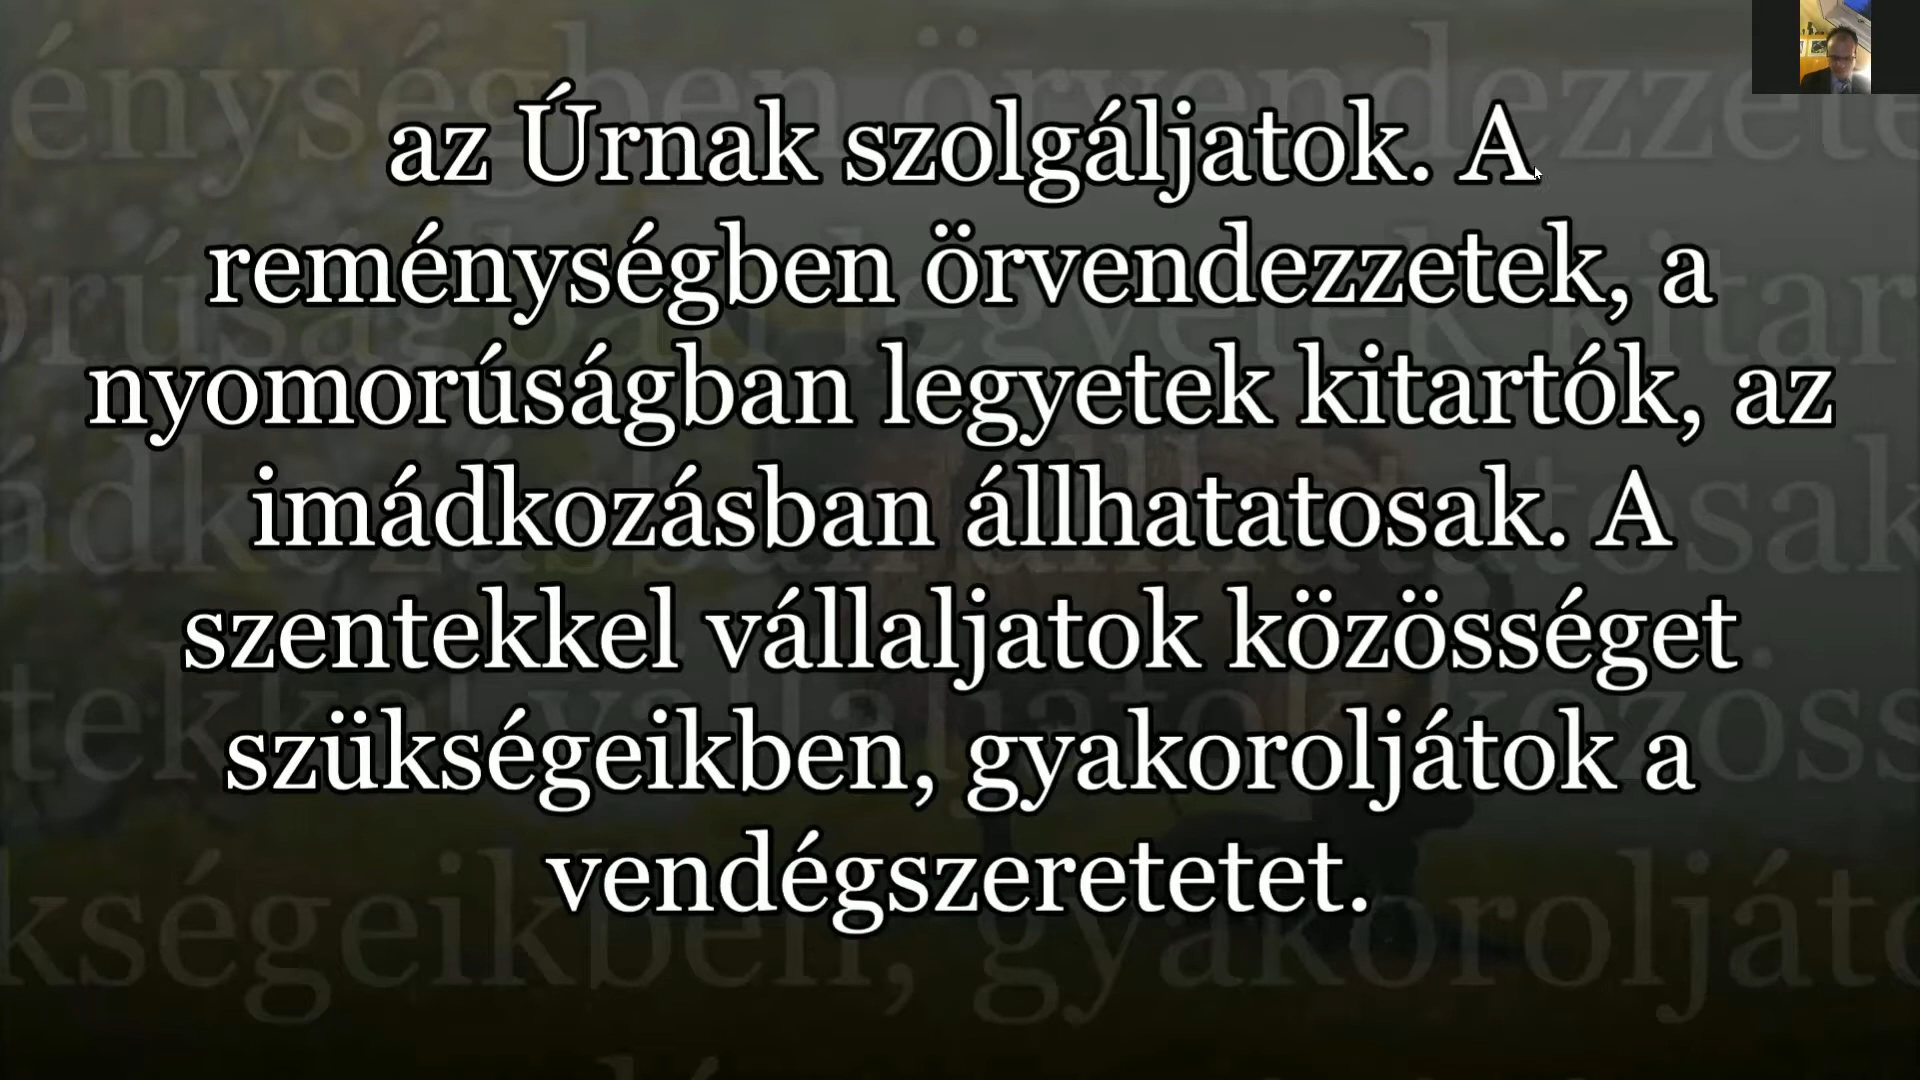 az Úrnak szolgáljatok. A
reménységben örvendezzetek, a
nyomorúságban legyetek kitartók, az
imádkozásban állhatatosak. A
szentekkel vállaljatok közösséget
szükségeikben, gyakoroljátok a
vendégszeretetet.